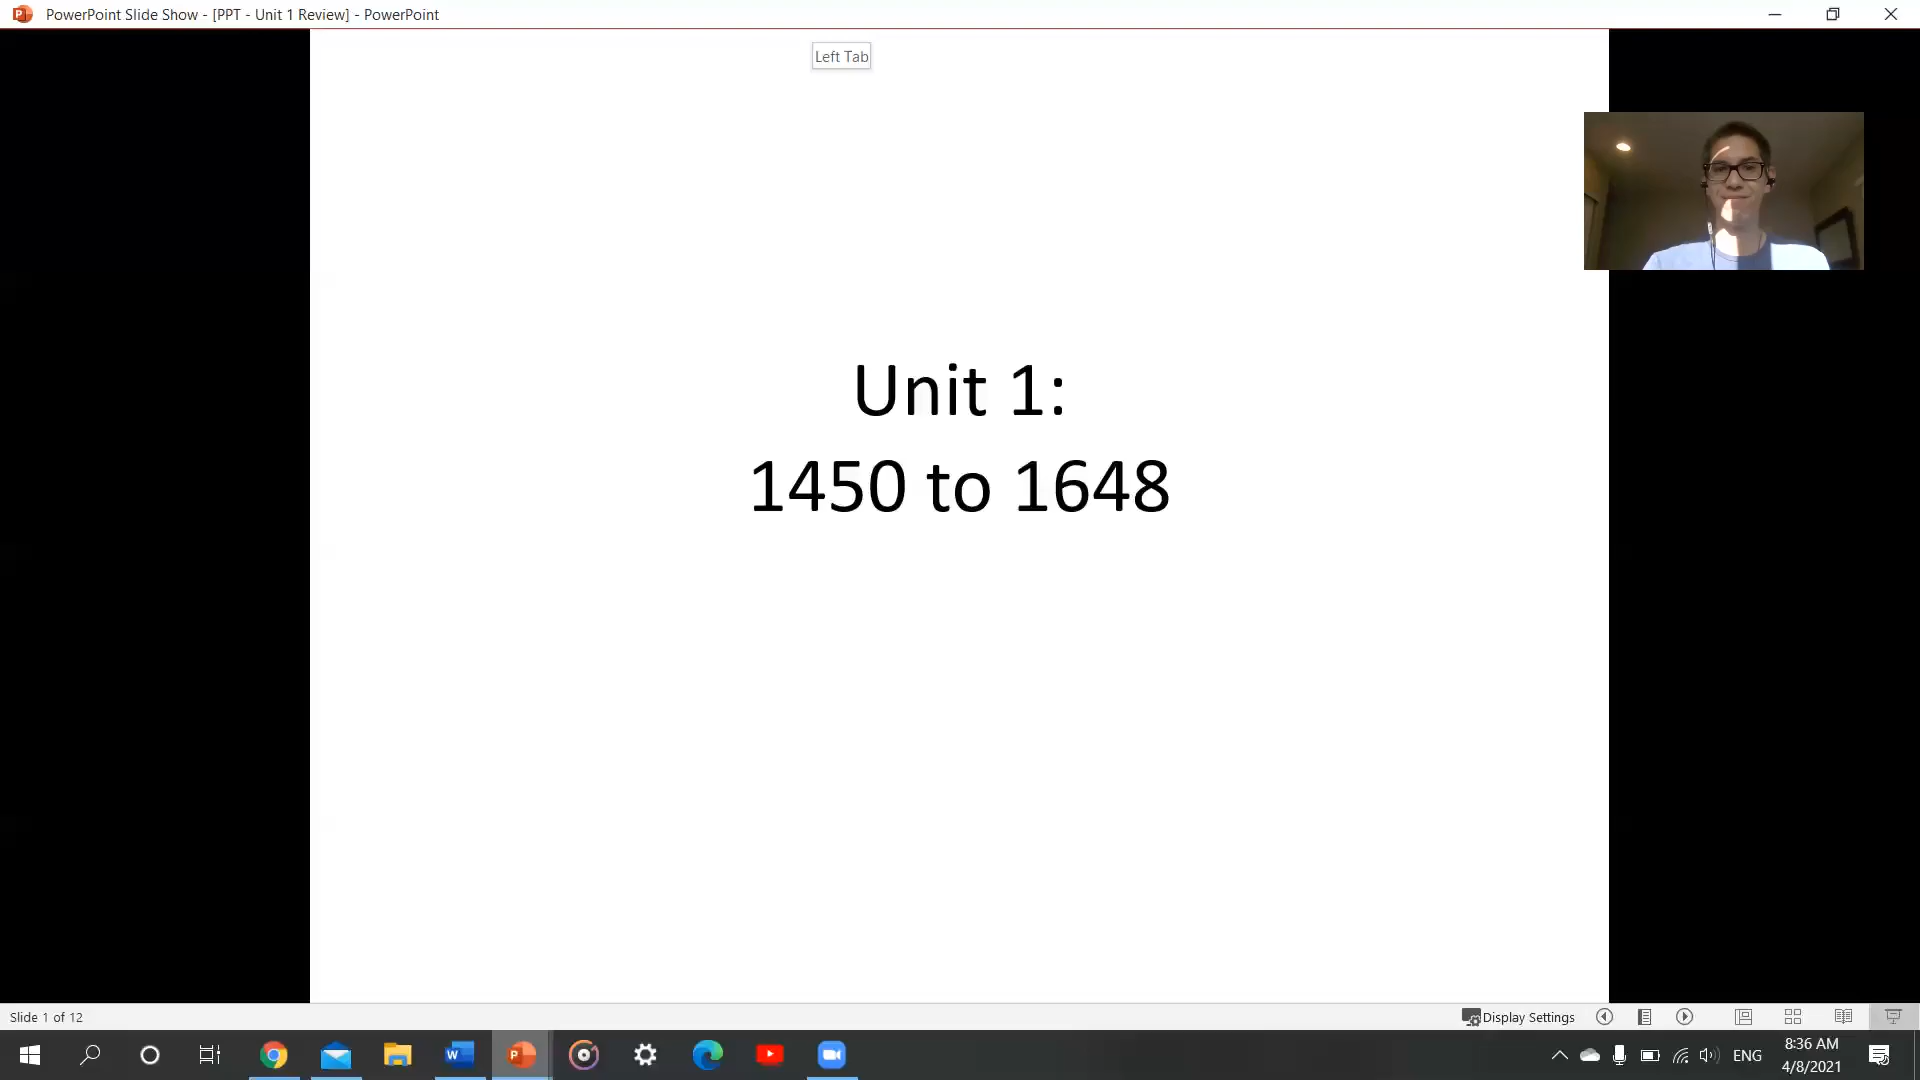 PowerPoint Slide Show - [PPT - Unit 1 Review] - PowerPoint
Left Tab
Unit 1:
1450 to 1648
Slide 1 of 12
Display Settings
ENG
8:36 AM
4/8/2021